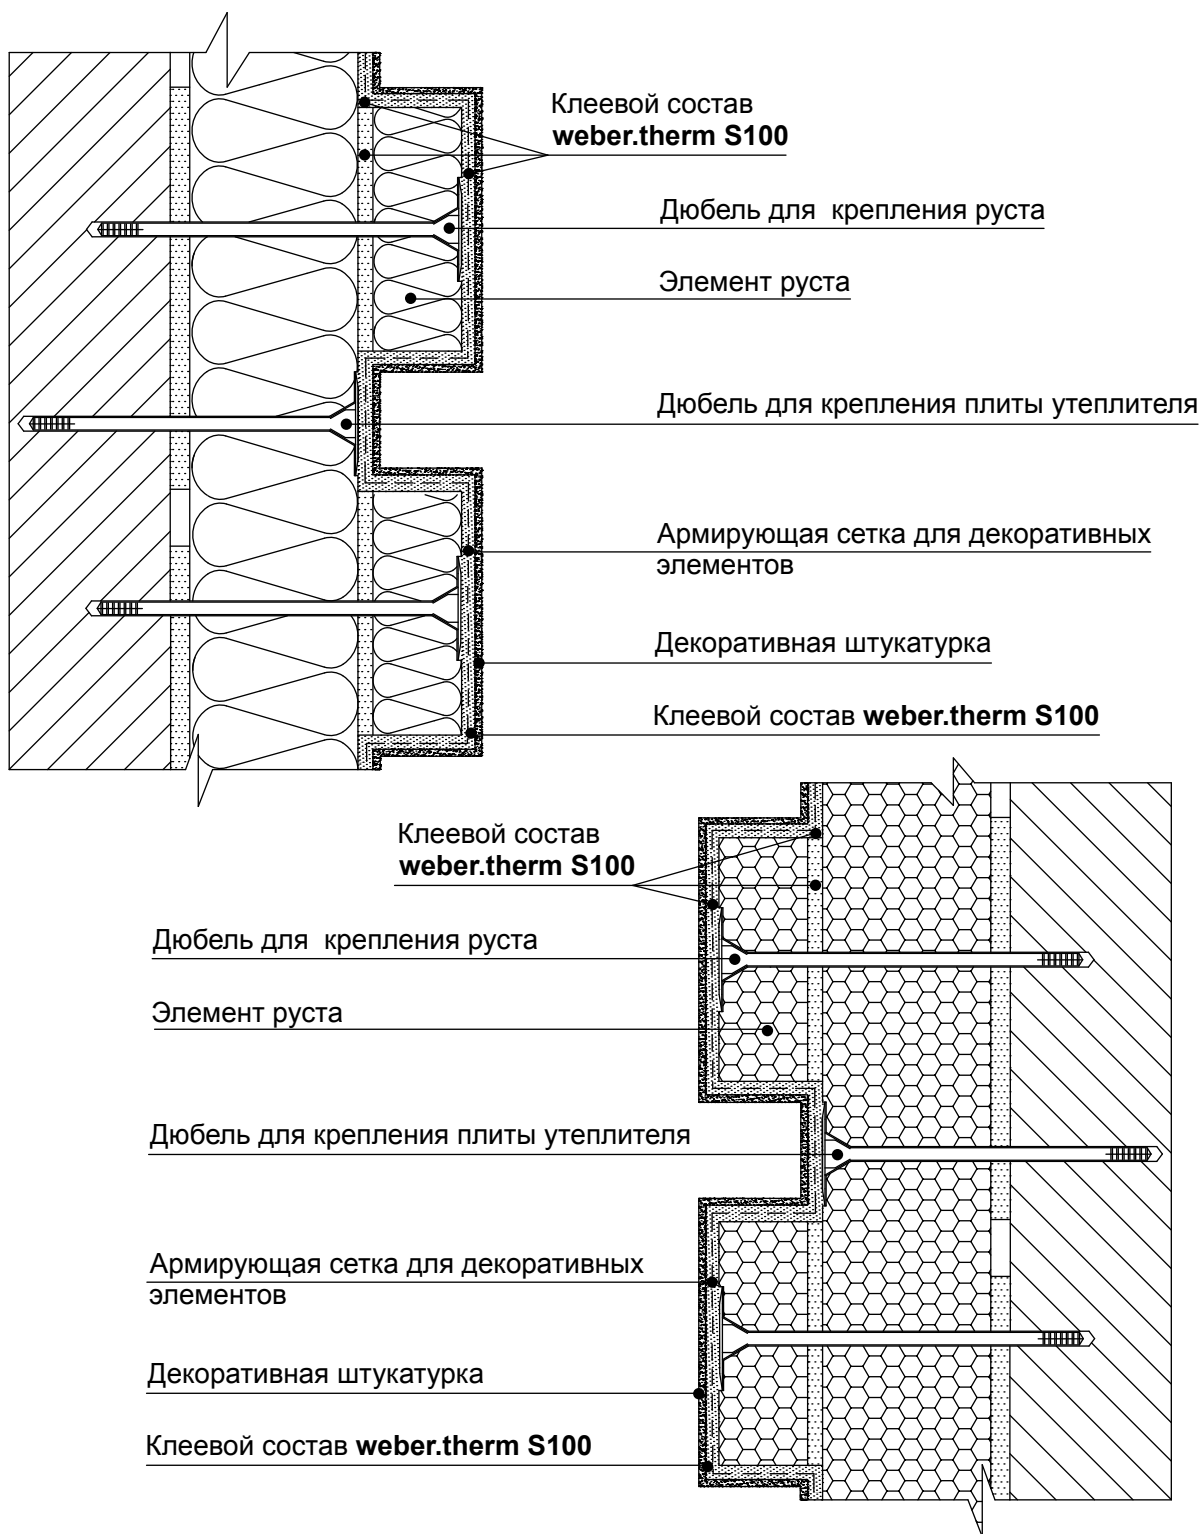 Клеевой состав
weber.therm S100
Дюбель для крепления руста
Элемент руста
Дюбель для крепления плиты утеплителя
Армирующая сетка для декоративных
элементов
Декоративная штукатурка
Клеевой состав weber.therm S100
Клеевой состав
weber.therm S100
Дюбель для крепления руста
Элемент руста
Дюбель для крепления плиты утеплителя
Армирующая сетка для декоративных
элементов
Декоративная штукатурка
Клеевой состав weber.therm S100